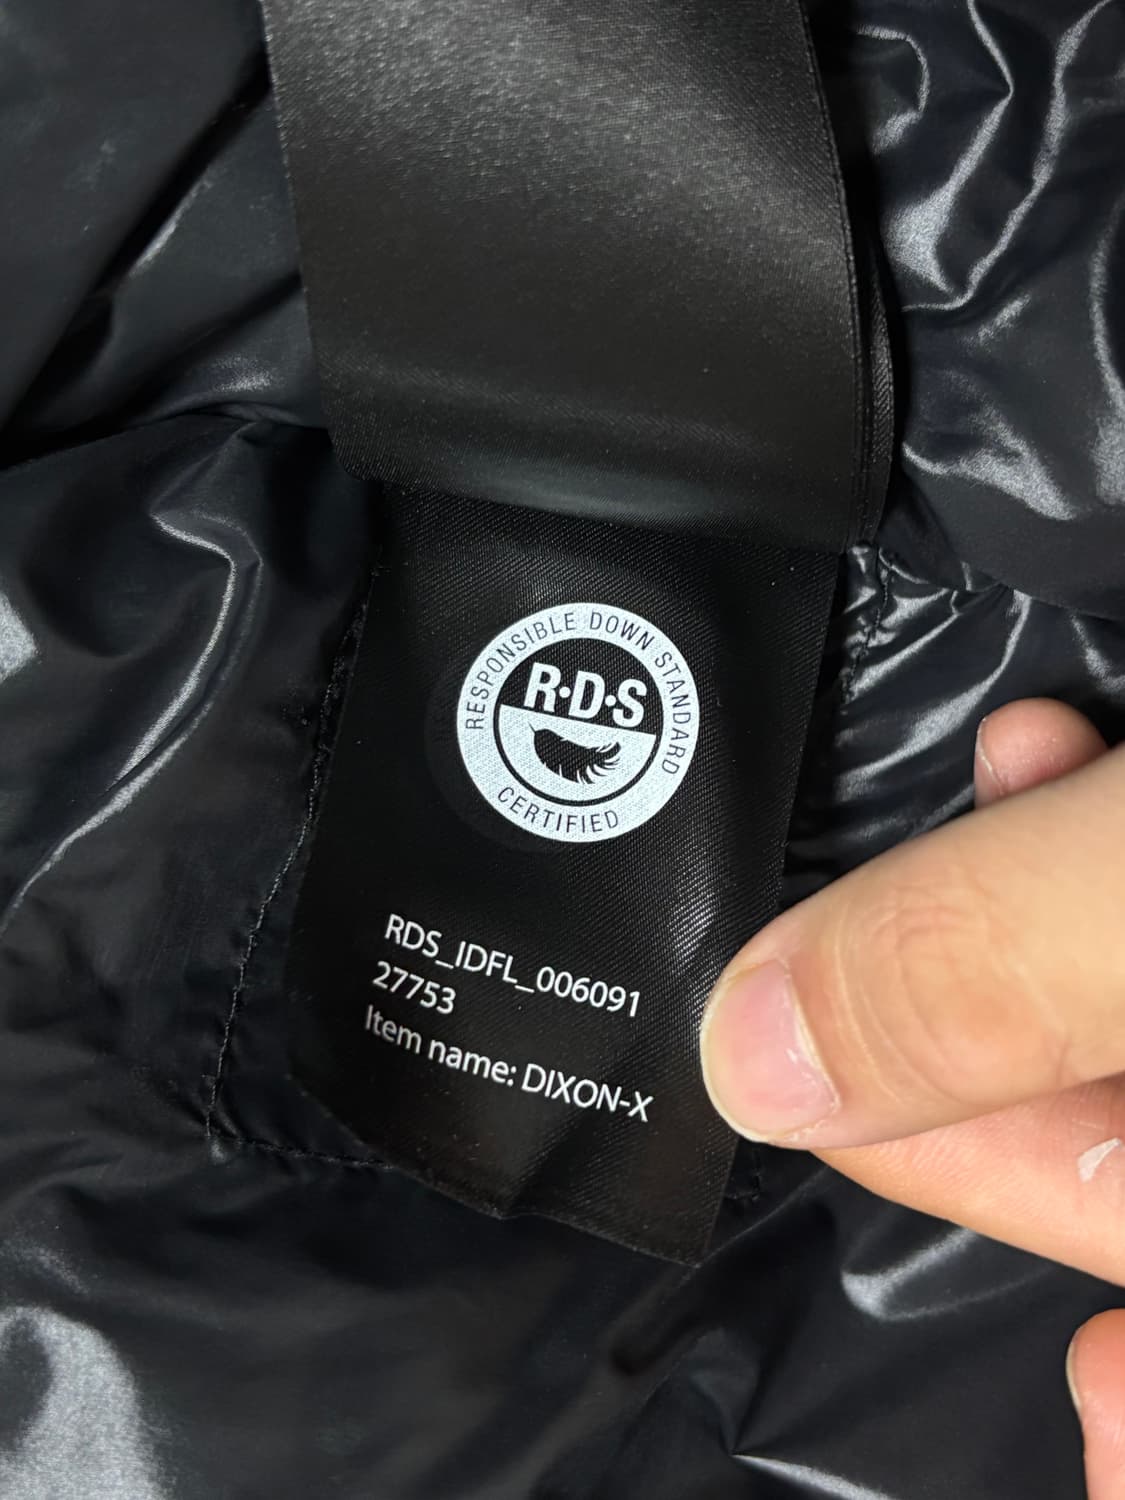 RESPONSIBLE DOWN STANDARD
R·D·S
CERTIFIED
RDS_IDFL_006091
27753
Item name: DIXON-X